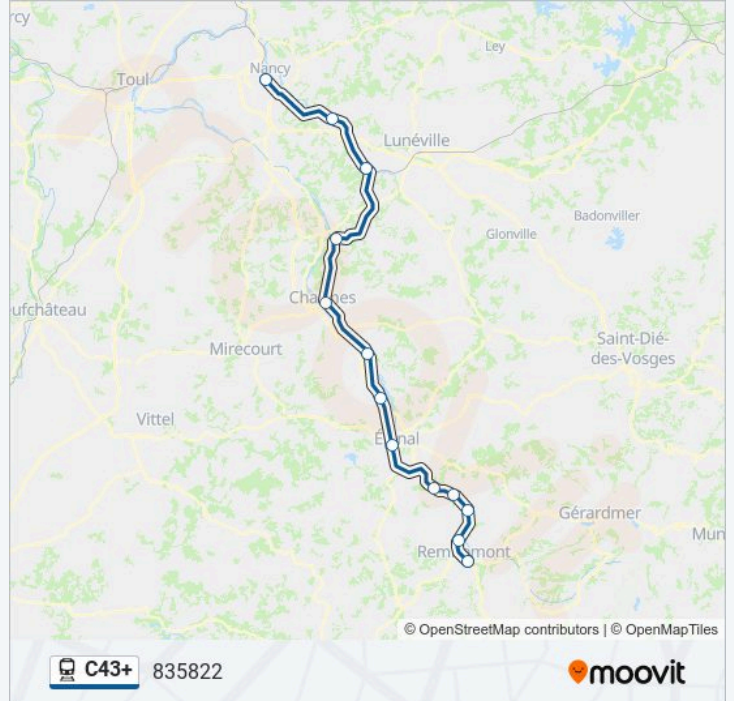 rcy
Ley
Nancy
Toul
Lunéville
Badonviller
Glonville
ufchâteau
Mirecourt
Saint-Dié-
des-Vosges
Vittel
Gérardmer
Mun
© OpenStreetMap contributors | © OpenMapTiles
C43+ 835822
moovit